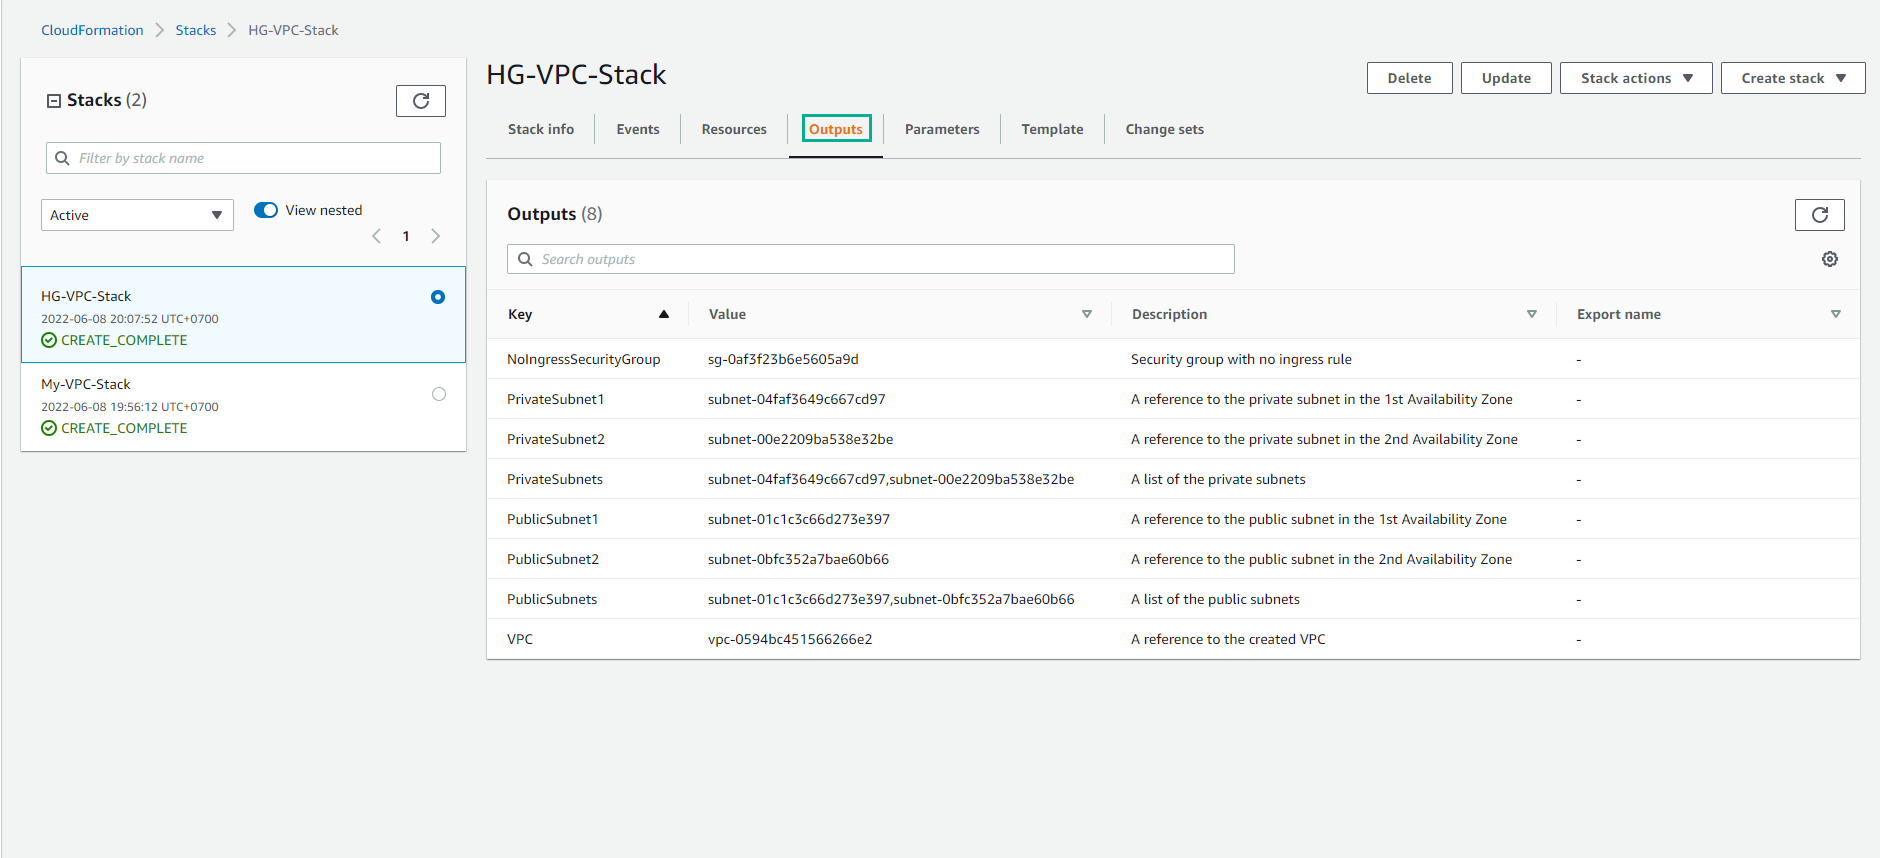 CloudFormation > Stacks > HG-VPC-Stack
Stacks (2)
Filter by stack name
Active
View nested
1
HG-VPC-Stack
2022-06-08 20:07:52 UTC+0700
CREATE_COMPLETE
My-VPC-Stack
2022-06-08 19:56:12 UTC+0700
CREATE_COMPLETE
HG-VPC-Stack
Delete Update Stack actions Create stack
Stack info Events Resources Outputs Parameters Template Change sets
Outputs (8)
Search outputs
Key Value Description Export name
NoIngressSecurityGroup sg-0af3f23b6e5605a9d Security group with no ingress rule -
PrivateSubnet1 subnet-04faf3649c667cd97 A reference to the private subnet in the 1st Availability Zone -
PrivateSubnet2 subnet-00e2209ba538e32be A reference to the private subnet in the 2nd Availability Zone -
PrivateSubnets subnet-04faf3649c667cd97,subnet-00e2209ba538e32be A list of the private subnets -
PublicSubnet1 subnet-01c1c3c66d273e397 A reference to the public subnet in the 1st Availability Zone -
PublicSubnet2 subnet-0bfc352a7bae60b66 A reference to the public subnet in the 2nd Availability Zone -
PublicSubnets subnet-01c1c3c66d273e397,subnet-0bfc352a7bae60b66 A list of the public subnets -
VPC vpc-0594bc451566266e2 A reference to the created VPC -